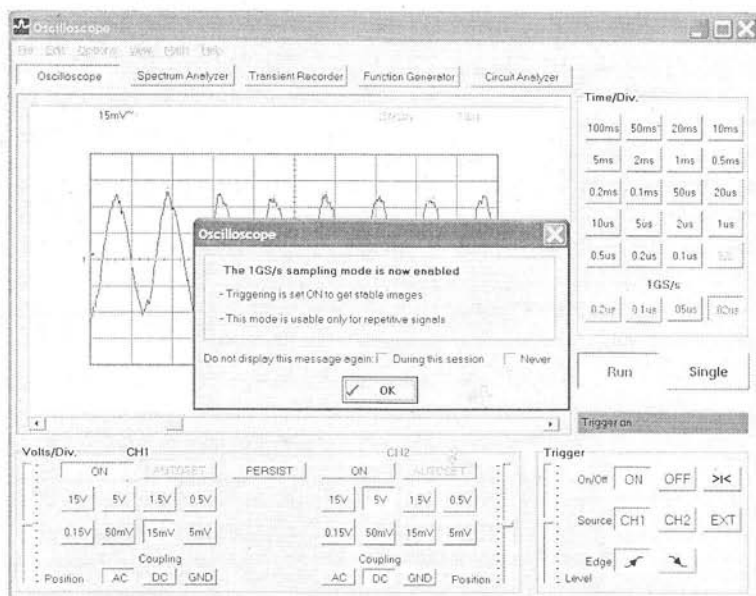 Oscilloscope
File Edit Options View Math Help
Oscilloscope Spectrum Analyzer Transient Recorder Function Generator Circuit Analyzer
15mV~
Time/Div.
100ms 50ms 20ms 10ms
5ms 2ms 1ms 0.5ms
0.2ms 0.1ms 50us 20us
10us 5us 2us 1us
0.5us 0.2us 0.1us
1GS/s
0.2us 0.1us .05us .02us
1
Oscilloscope
The 1GS/s sampling mode is now enabled
- Triggering is set ON to get stable images
- This mode is usable only for repetitive signals
Do not display this message again: During this session Never
OK
Run Single
Trigger on
Volts/Div. CH1 CH2
ON AUTOSET PERSIST ON AUTOSET
15V 5V 1.5V 0.5V 15V 5V 1.5V 0.5V
0.15V 50mV 15mV 5mV 0.15V 50mV 15mV 5mV
Coupling Coupling
Position AC DC GND AC DC GND Position
Trigger
On/Off ON OFF >I<
Source CH1 CH2 EXT
Edge
Level